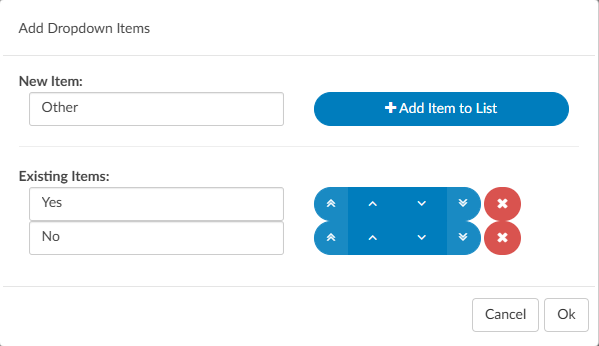 Add Dropdown Items
New Item:
Other
Add Item to List
Existing Items:
Yes
No
Cancel Ok